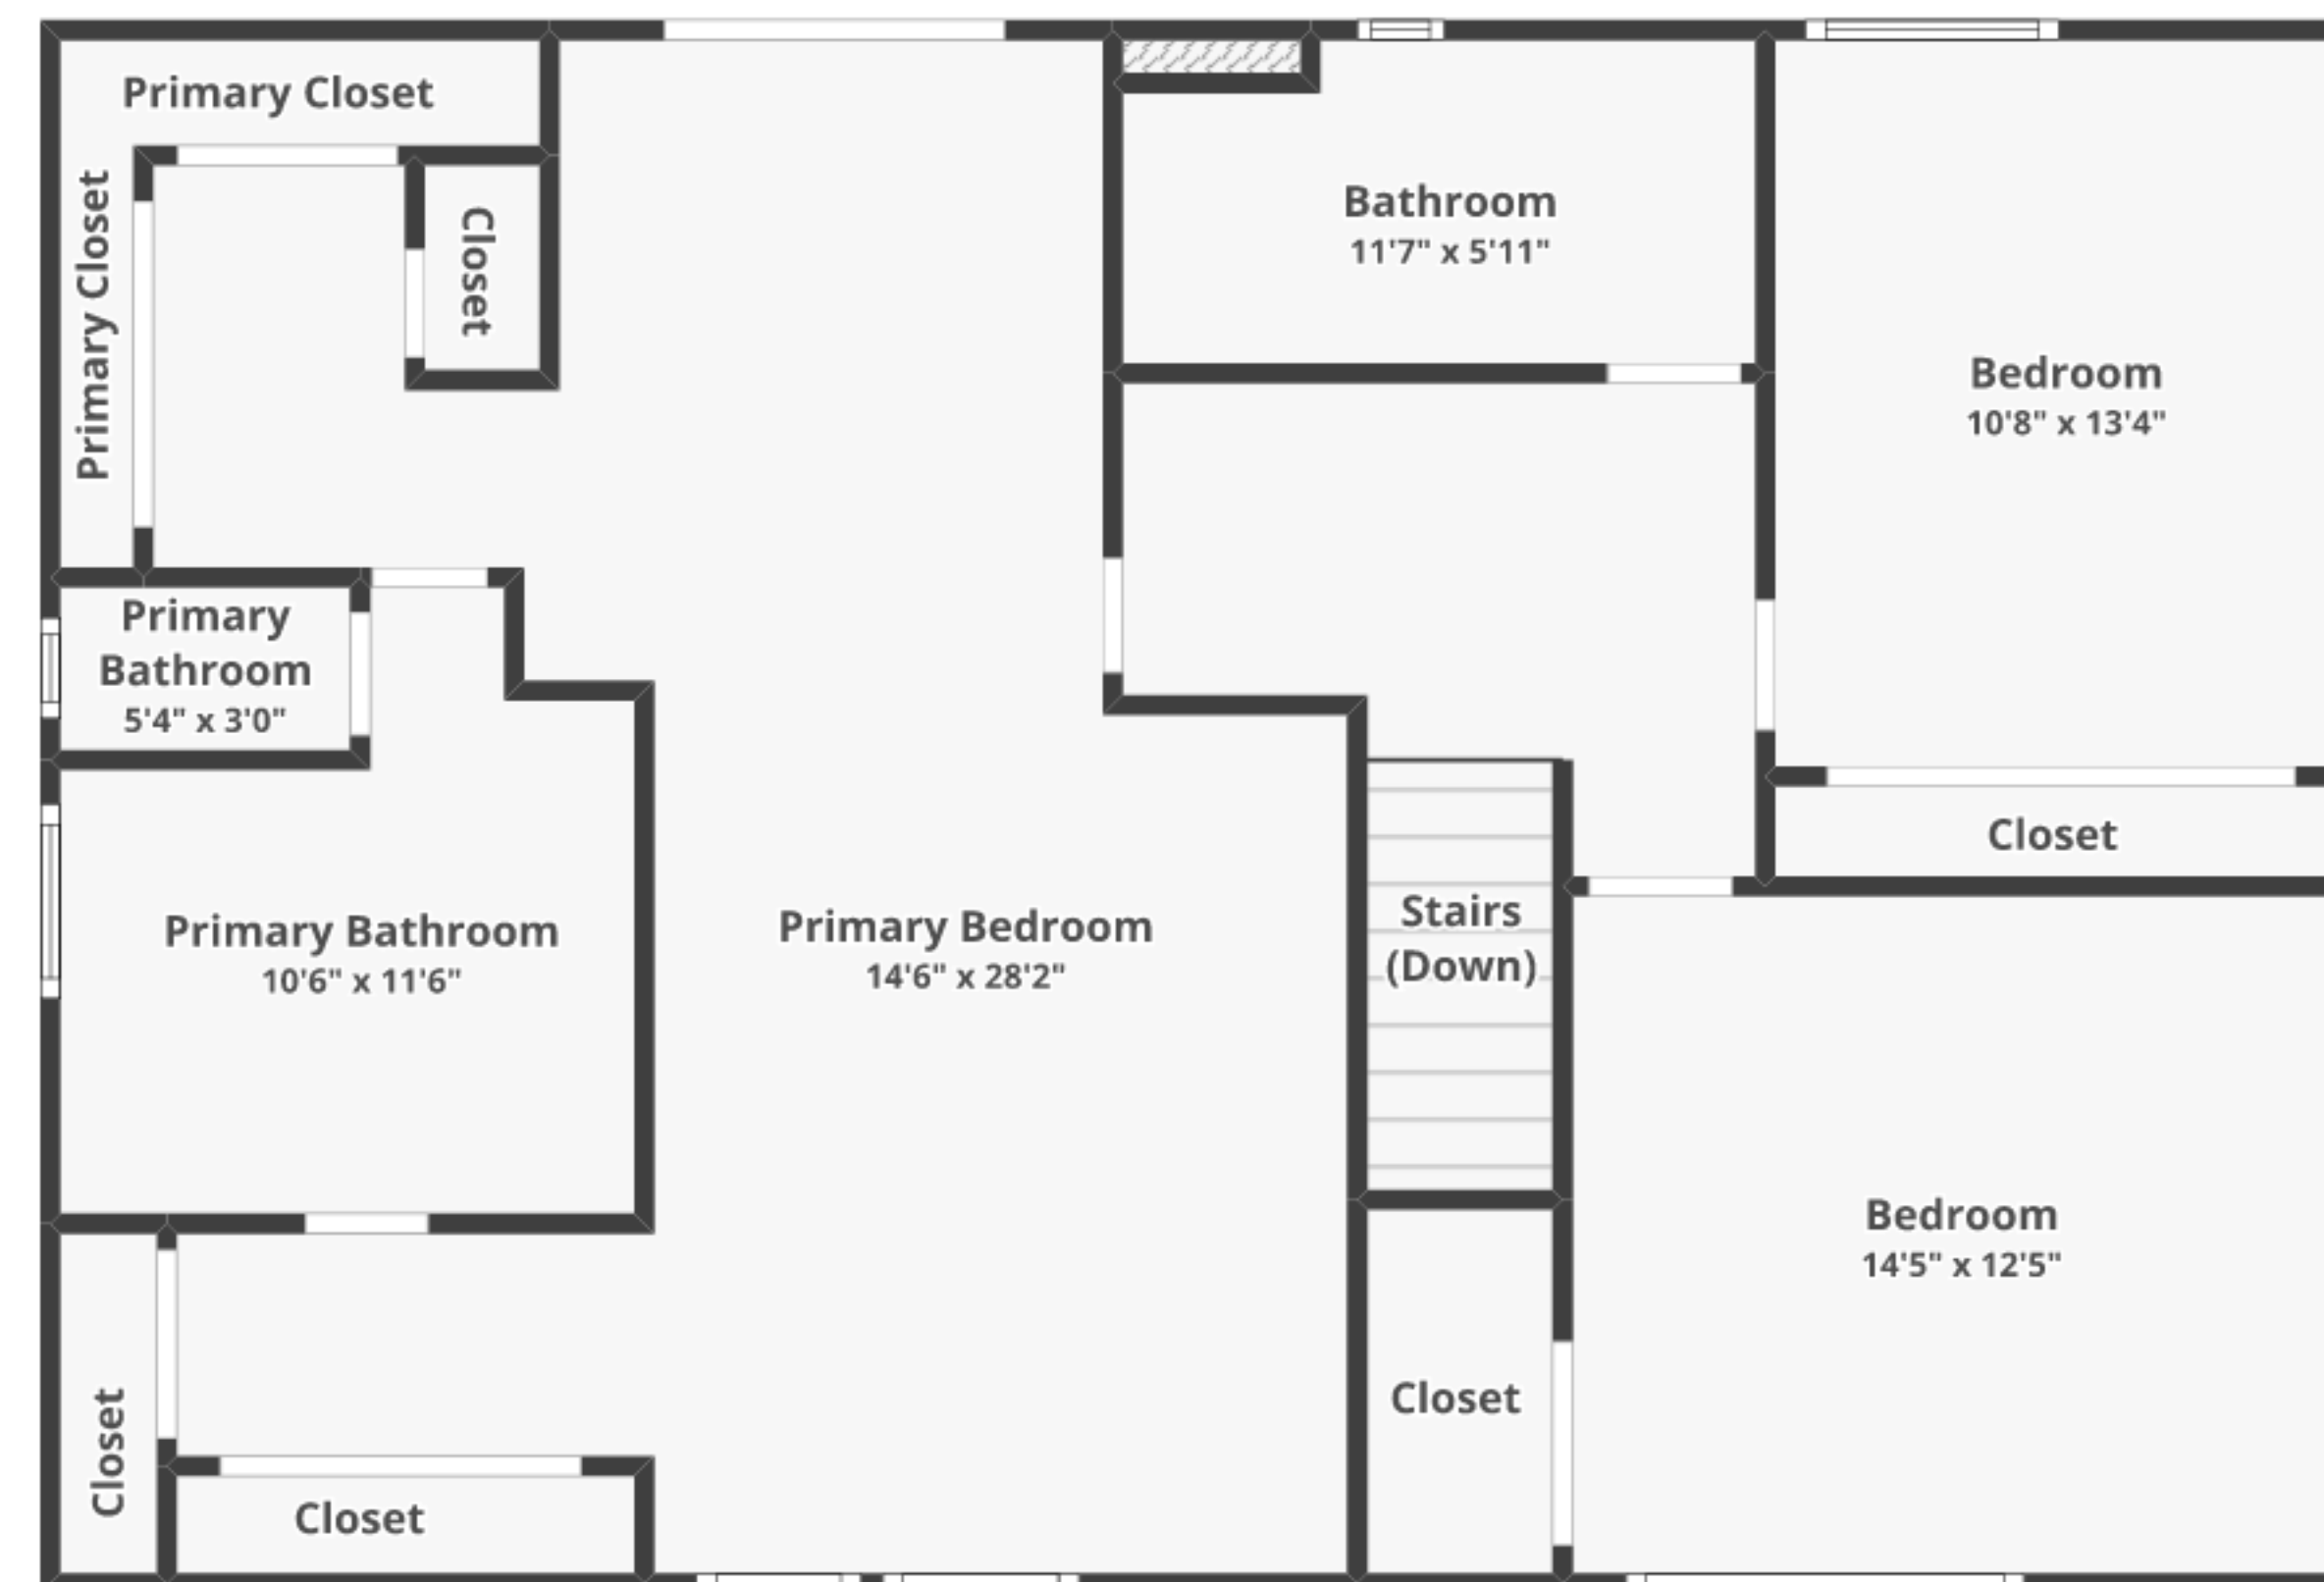 Primary Closet
Primary Closet
Closet
Bathroom
11'7" x 5'11"
Bedroom
10'8" x 13'4"
Primary
Bathroom
5'4" x 3'0"
Closet
Primary Bathroom
10'6" x 11'6"
Primary Bedroom
14'6" x 28'2"
Stairs
(Down)
Bedroom
14'5" x 12'5"
Closet
Closet
Closet